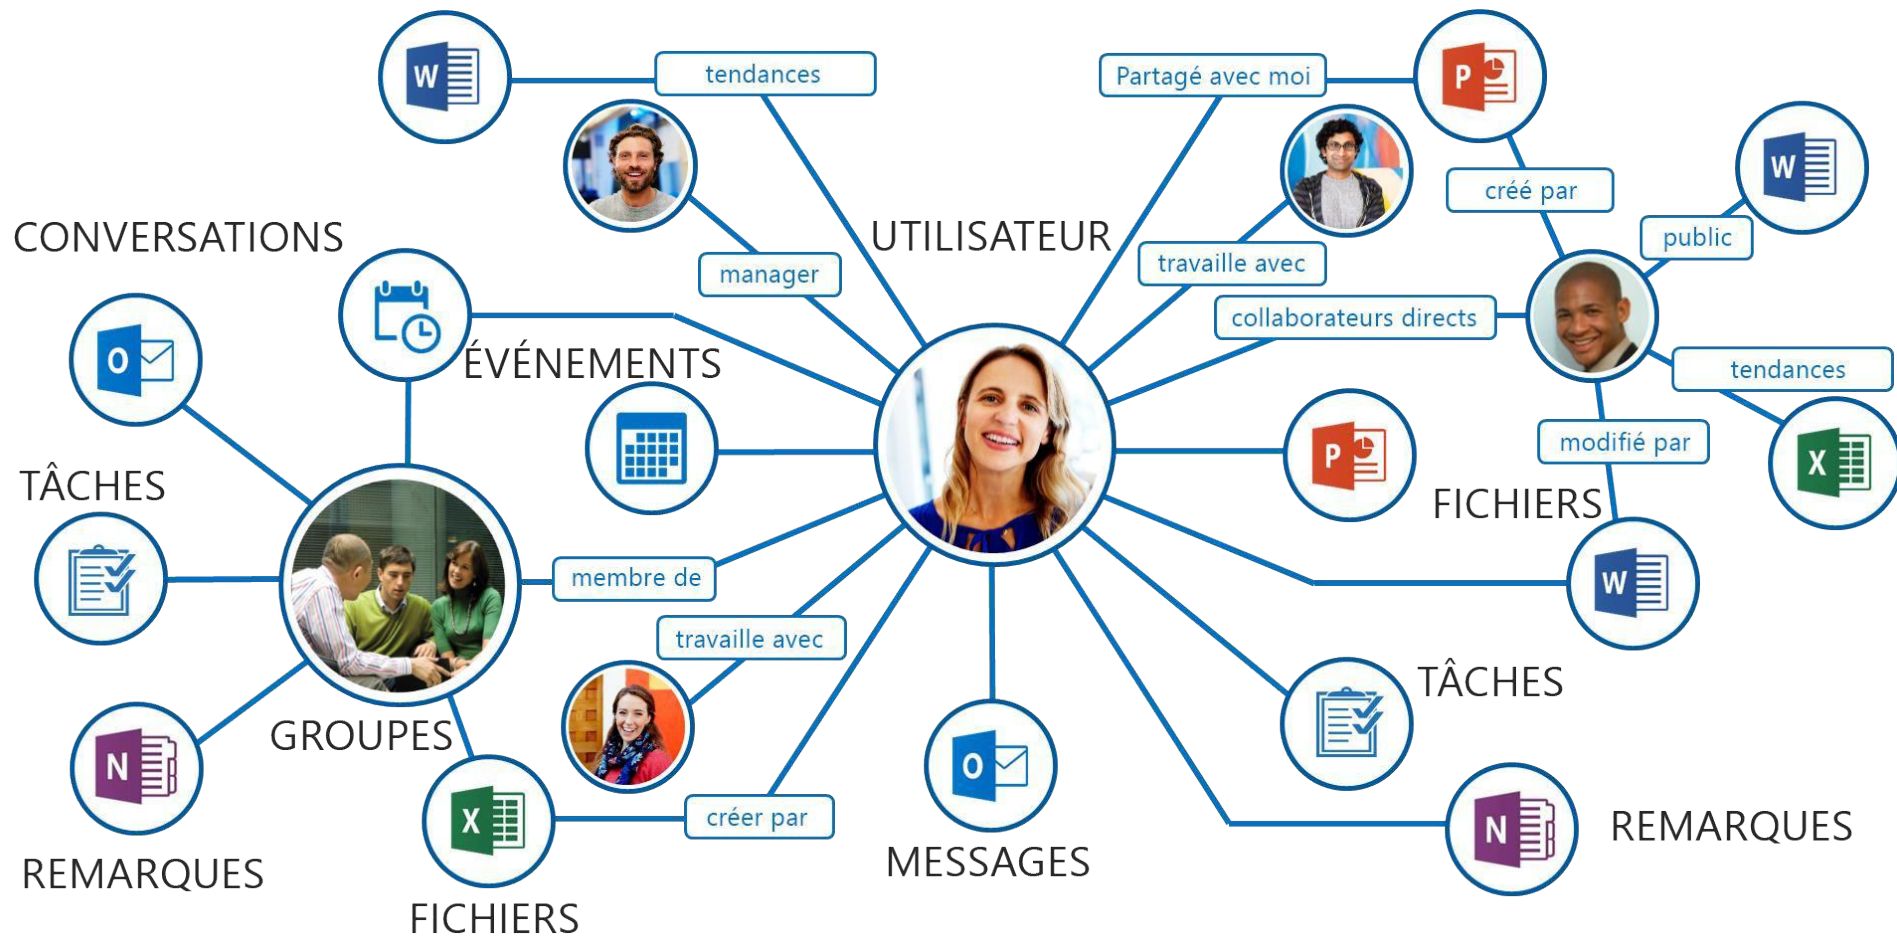 W
tendances
Partagé avec moi
P
W
créé par
CONVERSATIONS
UTILISATEUR
public
manager
travaille avec
collaborateurs directs
O
ÉVÉNEMENTS
tendances
modifié par
P
X
TÂCHES
FICHIERS
membre de
W
travaille avec
TÂCHES
GROUPES
N
O
X
créer par
N
REMARQUES
MESSAGES
REMARQUES
FICHIERS